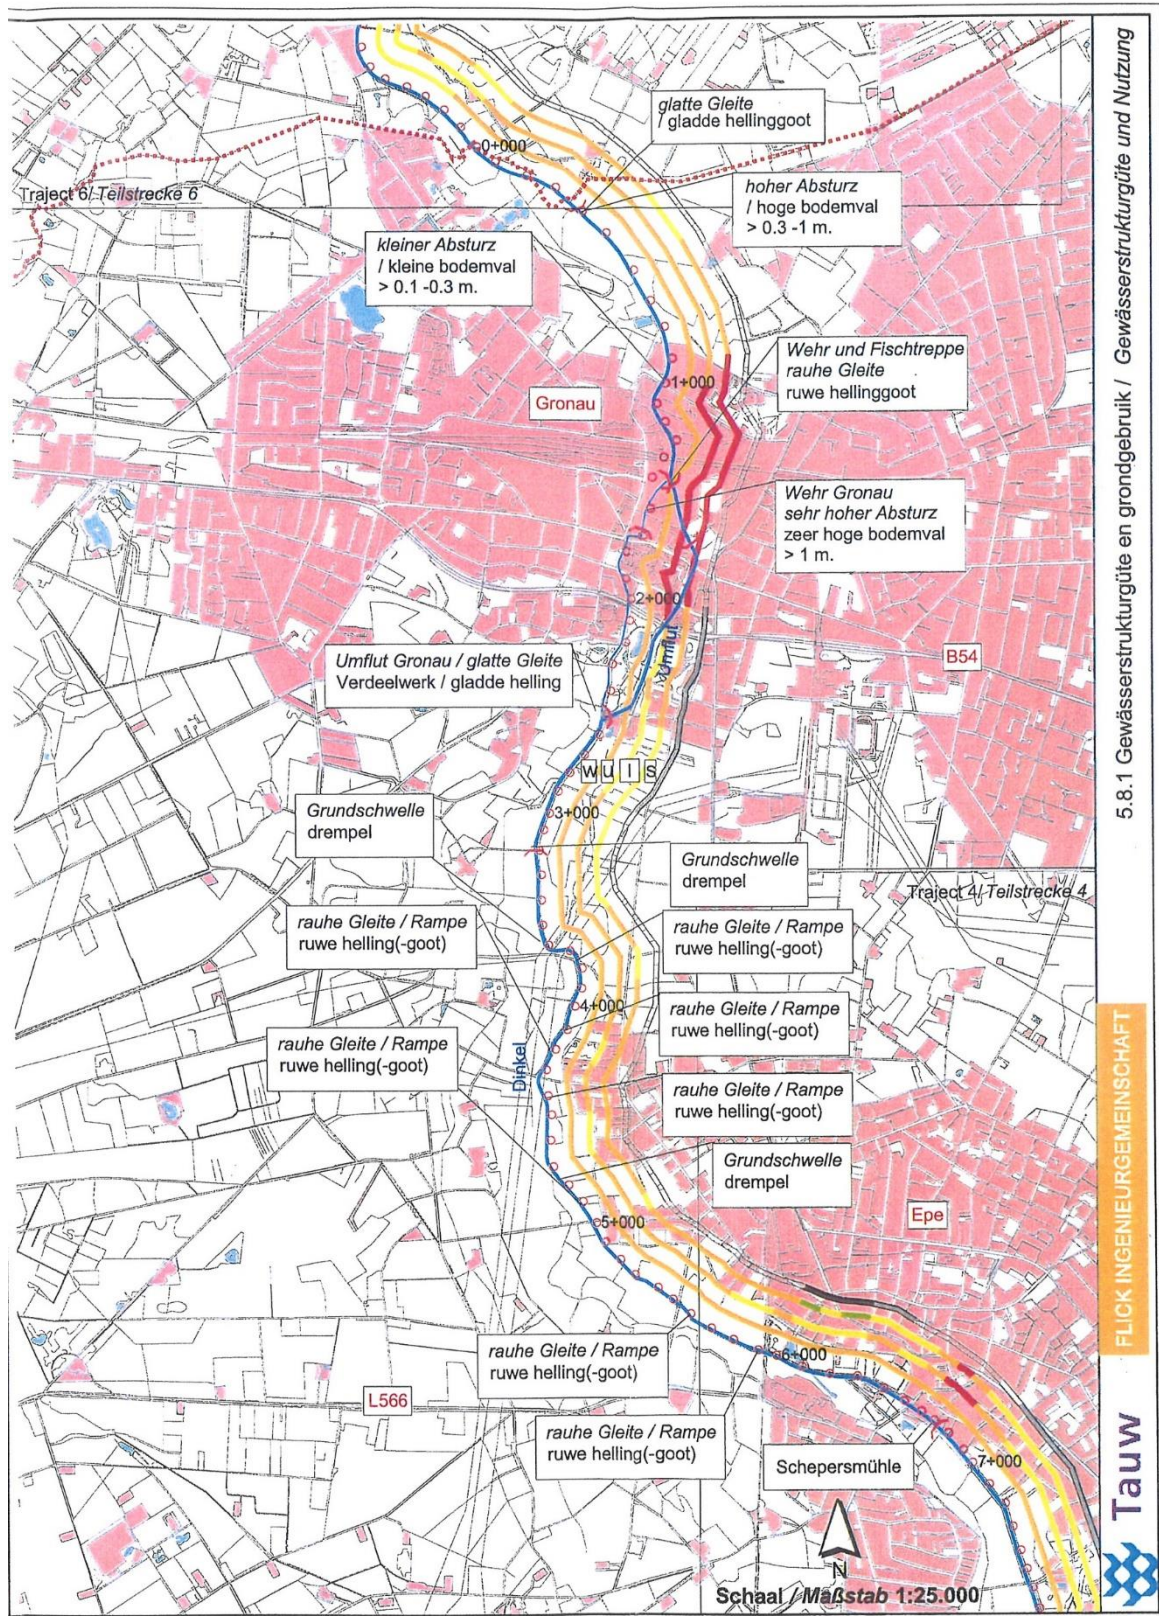 glatte Gleite
/ gladde hellinggoot
0+000
Traject 6/ Teilstrecke 6
hoher Absturz
/ hoge bodemval
> 0.3 -1 m.
kleiner Absturz
/ kleine bodemval
> 0.1 -0.3 m.
Wehr und Fischtreppe
rauhe Gleite
ruwe hellinggoot
1+000
Gronau
Wehr Gronau
sehr hoher Absturz
zeer hoge bodemval
> 1 m.
2+000
Umflut
Umflut Gronau / glatte Gleite
Verdeelwerk / gladde helling
B54
w u l s
Grundschwelle
drempel
3+000
Grundschwelle
drempel
Traject 4/ Teilstrecke 4
rauhe Gleite / Rampe
ruwe helling(-goot)
rauhe Gleite / Rampe
ruwe helling(-goot)
4+000
rauhe Gleite / Rampe
ruwe helling(-goot)
rauhe Gleite / Rampe
ruwe helling(-goot)
Dinkel
rauhe Gleite / Rampe
ruwe helling(-goot)
Grundschwelle
drempel
Epe
5+000
rauhe Gleite / Rampe
ruwe helling(-goot)
6+000
L566
rauhe Gleite / Rampe
ruwe helling(-goot)
Schepersmühle
7+000
N
Schaal / Maßstab 1:25.000
5.8.1 Gewässerstrukturgüte en grondgebruik / Gewässerstrukturgüte und Nutzung
FLICK INGENIEURGEMEINSCHAFT
Tauw